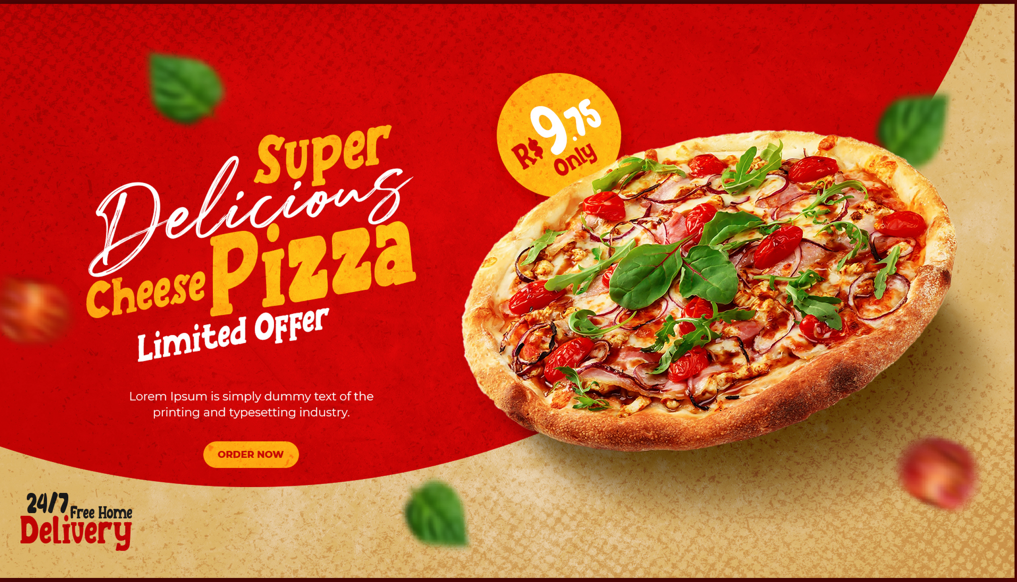 Super
Delicious
Cheese Pizza
Limited Offer
R$ 9.75
Only
Lorem Ipsum is simply dummy text of the
printing and typesetting industry.
ORDER NOW
24/7 Free Home
Delivery